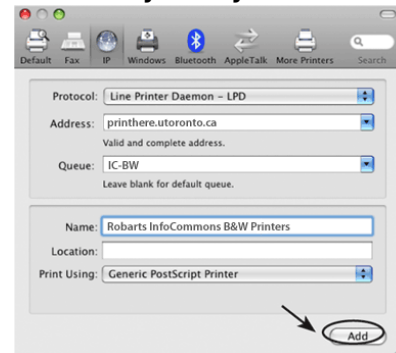 Default Fax IP Windows Bluetooth AppleTalk More Printers Search
Protocol: Line Printer Daemon – LPD
Address: printhere.utoronto.ca
Valid and complete address.
Queue: IC-BW
Leave blank for default queue.
Name: Robarts InfoCommons B&W Printers
Location:
Print Using: Generic PostScript Printer
Add